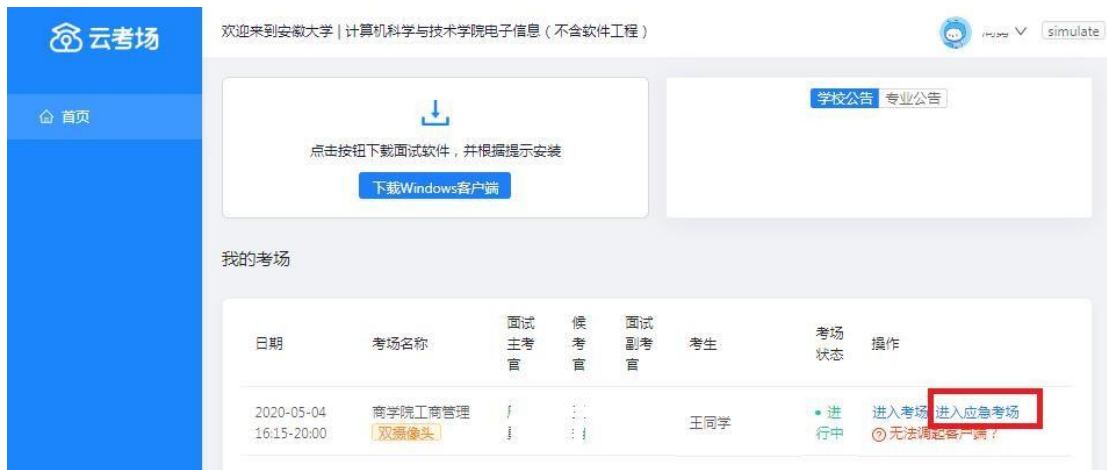 云考场
欢迎来到安徽大学 | 计算机科学与技术学院电子信息（不含软件工程）
simulate
首页
点击按钮下载面试软件，并根据提示安装
下载Windows客户端
学校公告 专业公告
我的考场
日期
考场名称
面试
主考
官
候
考
官
面试
副考
官
考生
考场
状态
操作
2020-05-04
16:15-20:00
商学院工商管理
双摄像头
王同学
进
行中
进入考场 进入应急考场
无法调起客户端？